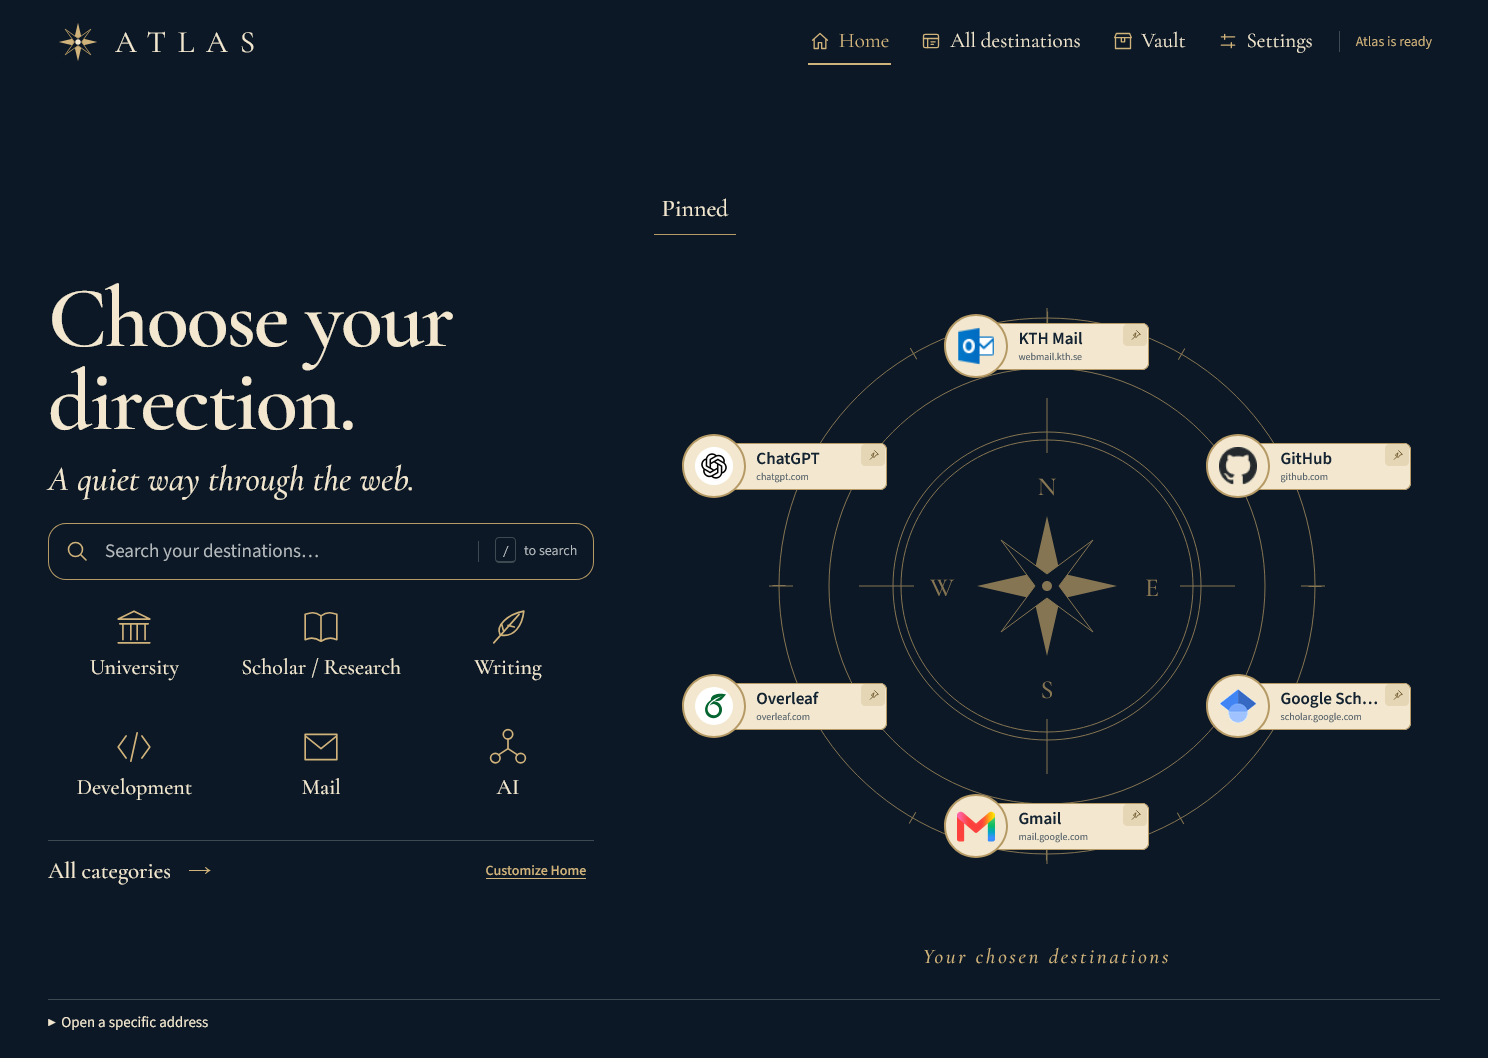 ATLAS
Home
All destinations
Vault
Settings
Atlas is ready
Pinned
Choose your
direction.
A quiet way through the web.
Search your destinations…
/ to search
University
Scholar / Research
Writing
Development
Mail
AI
All categories →
Customize Home
KTH Mail
webmail.kth.se
ChatGPT
chatgpt.com
GitHub
github.com
N
W
E
S
Overleaf
overleaf.com
Google Sch…
scholar.google.com
Gmail
mail.google.com
Your chosen destinations
▸ Open a specific address